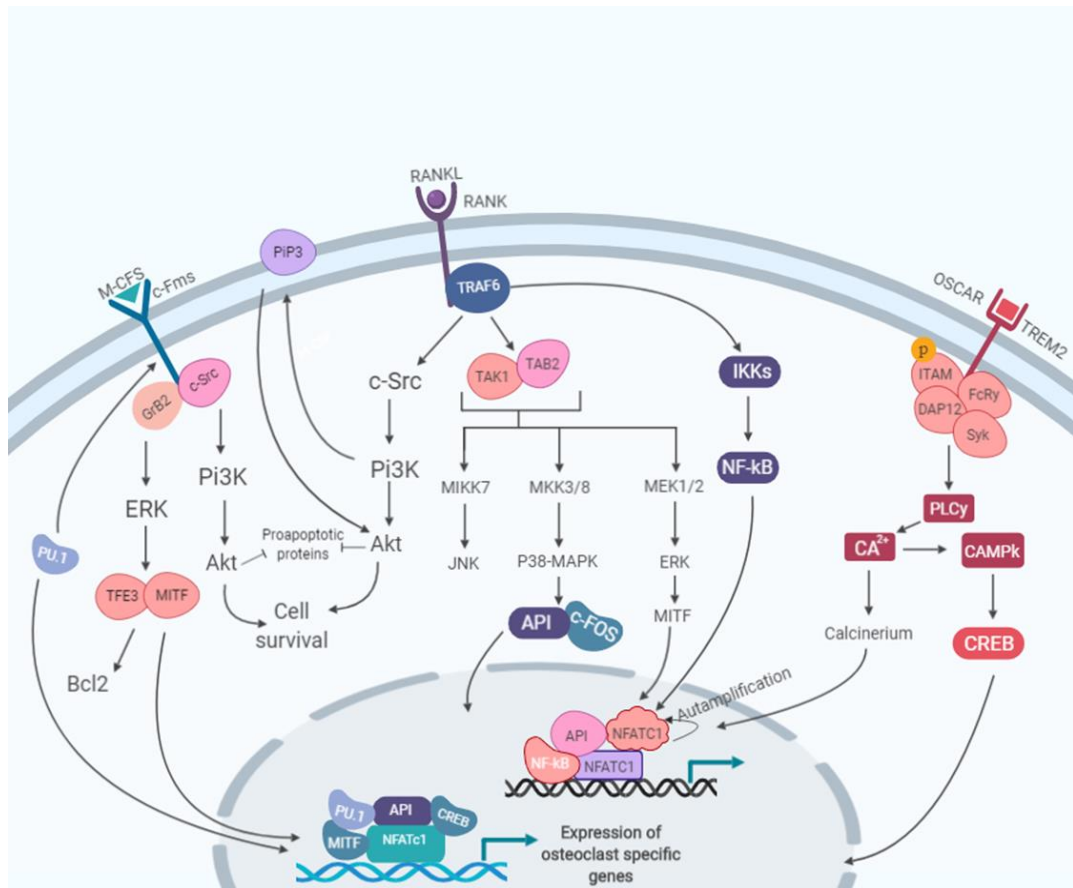 RANKL
RANK
PiP3
TRAF6
M-CFS
c-Fms
OSCAR
TREM2
p
ITAM
FcRy
DAP12
Syk
GrB2
c-Src
c-Src
TAK1
TAB2
IKKs
Pi3K
Pi3K
NF-kB
ERK
MIKK7
MKK3/8
MEK1/2
PLCy
PU.1
Akt
Proapoptotic
proteins
Akt
JNK
P38-MAPK
ERK
CA2+
CAMPk
TFE3
MITF
Cell
survival
API
c-FOS
MITF
Calcinerium
CREB
Bcl2
Autamplification
API
NFATC1
NF-kB
NFATC1
PU.1
API
CREB
MITF
NFATc1
Expression of
osteoclast specific
genes